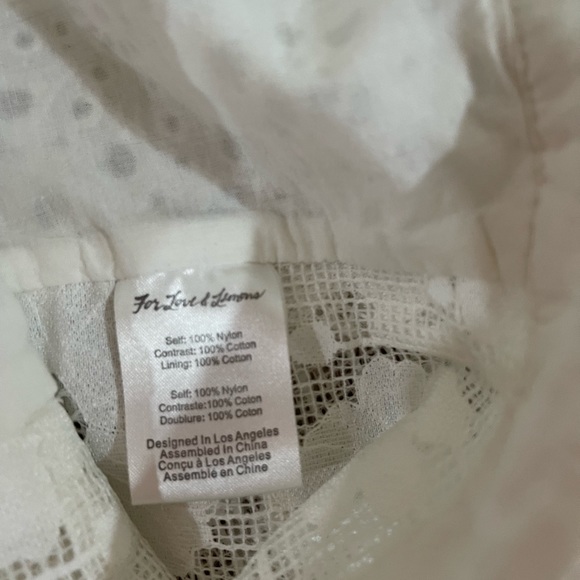 For Love & Lemons
Self: 100% Nylon
Contrast: 100% Cotton
Lining: 100% Cotton
Self: 100% Nylon
Contraste:100% Coton
Doublure: 100% Coton
Designed In Los Angeles
Assembled In China
Conçu à Los Angeles
Assemblé en Chine